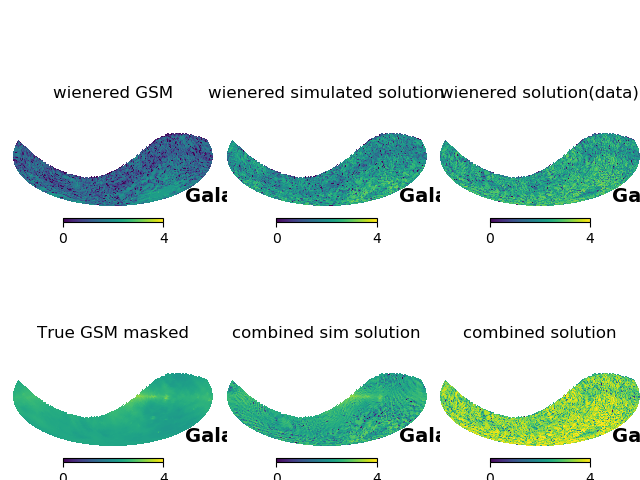 wienered GSM
wienered simulated solution
wienered solution(data)
Gala
Gala
Ga
0 4
0 4
0 4
True GSM masked
combined sim solution
combined solution
Gala
Gala
Ga
0 4
0 4
0 4